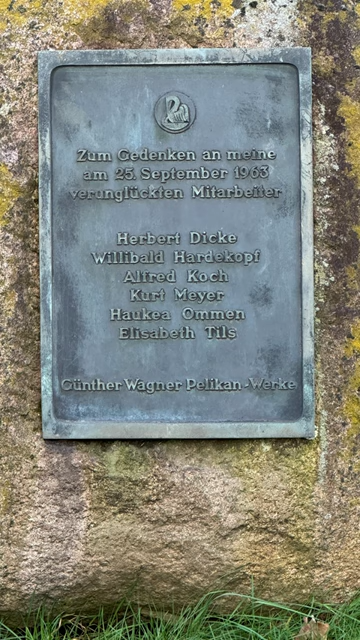 Zum Gedenken an meine
am 25. September 1963
verunglückten Mitarbeiter
Herbert Dicke
Willibald Hardekopf
Alfred Koch
Kurt Meyer
Haukea Ommen
Elisabeth Tils
Günther Wagner Pelikan-Werke